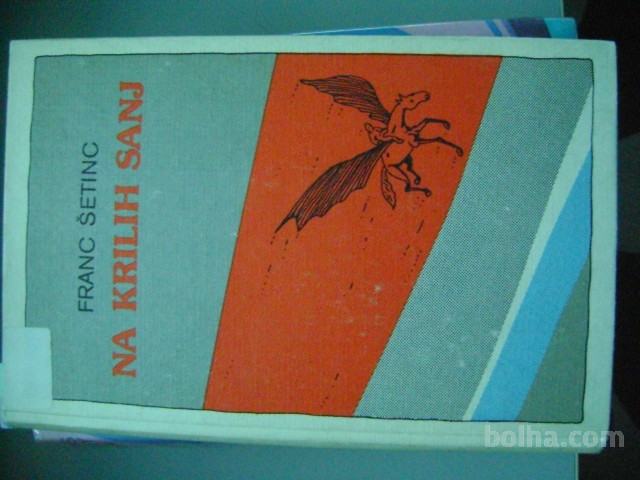 FRANC ŠETINC
NA KRILIH SANJ
bolha.com